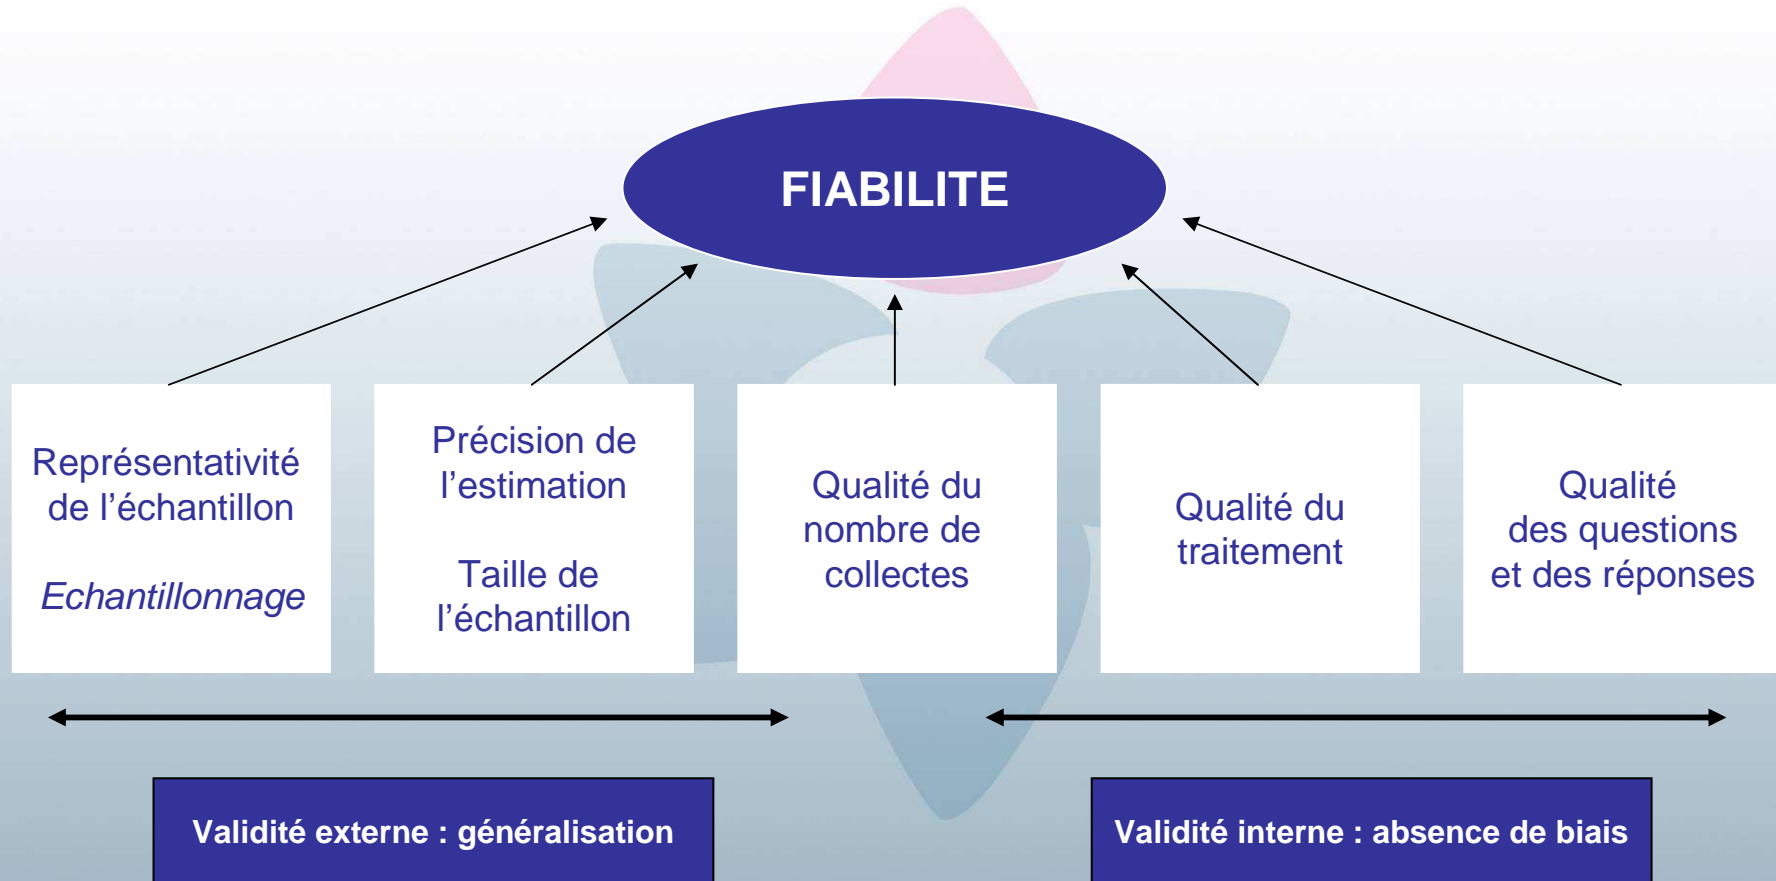 FIABILITE
Représentativité
de l’échantillon
Echantillonnage
Précision de
l’estimation
Taille de
l’échantillon
Qualité du
nombre de
collectes
Qualité du
traitement
Qualité
des questions
et des réponses
Validité externe : généralisation
Validité interne : absence de biais